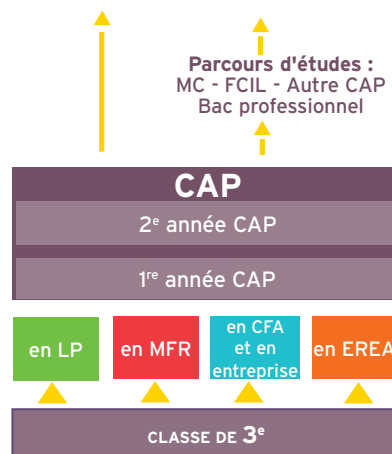 Parcours d'études :
MC - FCIL - Autre CAP
Bac professionnel
CAP
2e année CAP
1re année CAP
en LP
en MFR
en CFA
et en
entreprise
en EREA
CLASSE DE 3e